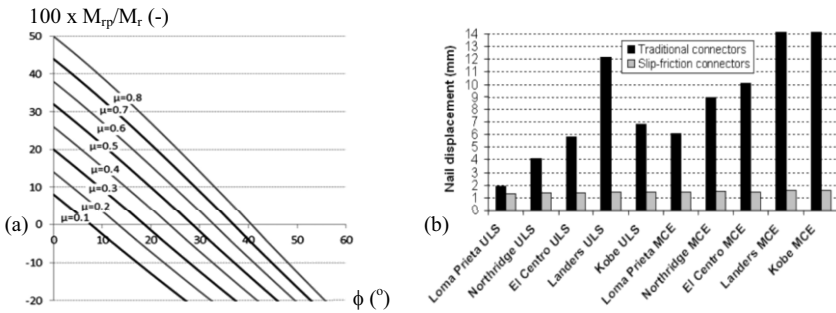 100 x Mrp/Mr (-)
50
40
30
20
10
0
-10
-20
0
10
20
30
40
50
60
μ=0.8
μ=0.7
μ=0.6
μ=0.5
μ=0.4
μ=0.3
μ=0.2
μ=0.1
ϕ (°)
(a)
(b)
Nail displacement (mm)
14
13
12
11
10
9
8
7
6
5
4
3
2
1
0
Traditional connectors
Slip-friction connectors
Loma Prieta ULS
Northridge ULS
El Centro ULS
Landers ULS
Kobe ULS
Loma Prieta MCE
Northridge MCE
El Centro MCE
Landers MCE
Kobe MCE